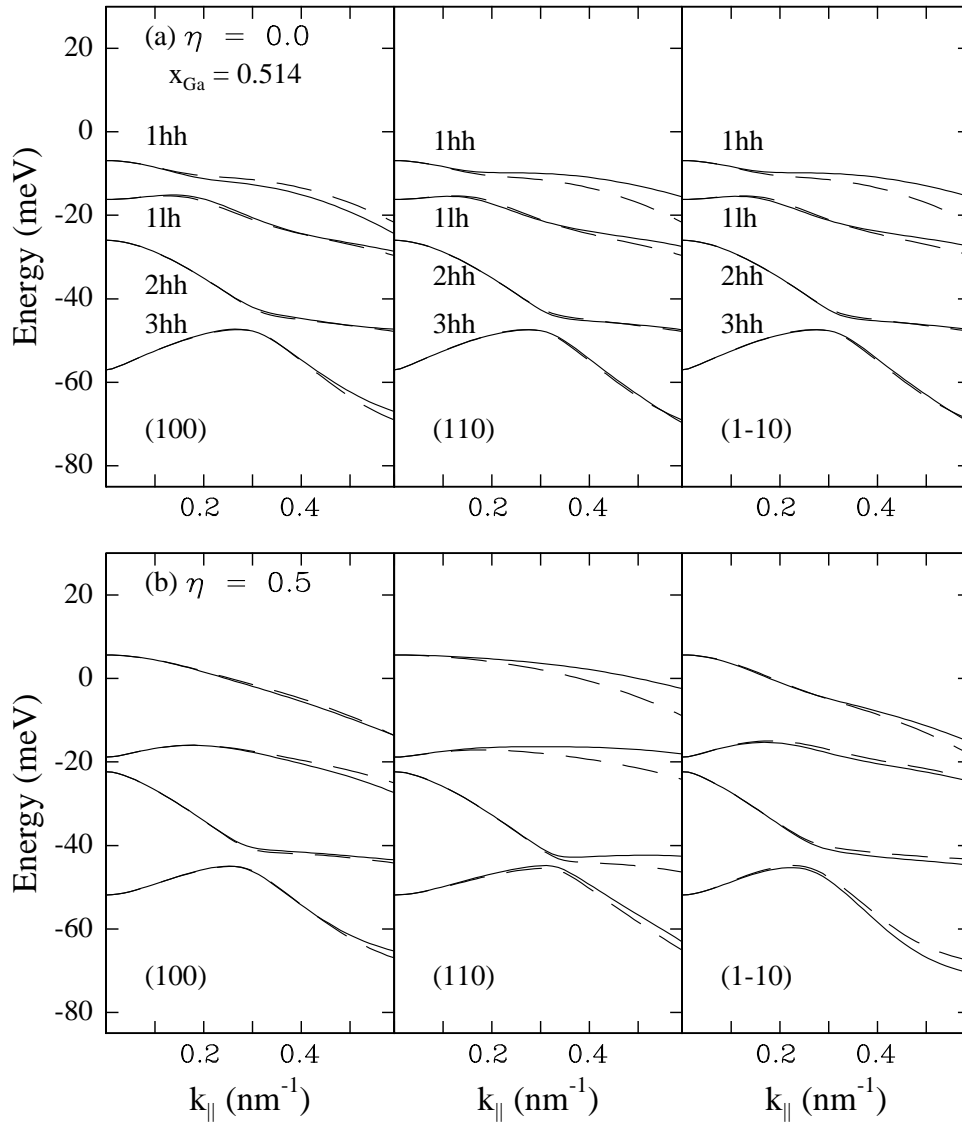 (a) η = 0.0
x_Ga = 0.514
20
0
-20
-40
-60
-80
Energy (meV)
1hh
1lh
2hh
3hh
(100)
1hh
1lh
2hh
3hh
(110)
1hh
1lh
2hh
3hh
(1-10)
0.2 0.4
0.2 0.4
0.2 0.4
(b) η = 0.5
20
0
-20
-40
-60
-80
Energy (meV)
(100)
(110)
(1-10)
0.2 0.4
0.2 0.4
0.2 0.4
k_|| (nm⁻¹)
k_|| (nm⁻¹)
k_|| (nm⁻¹)